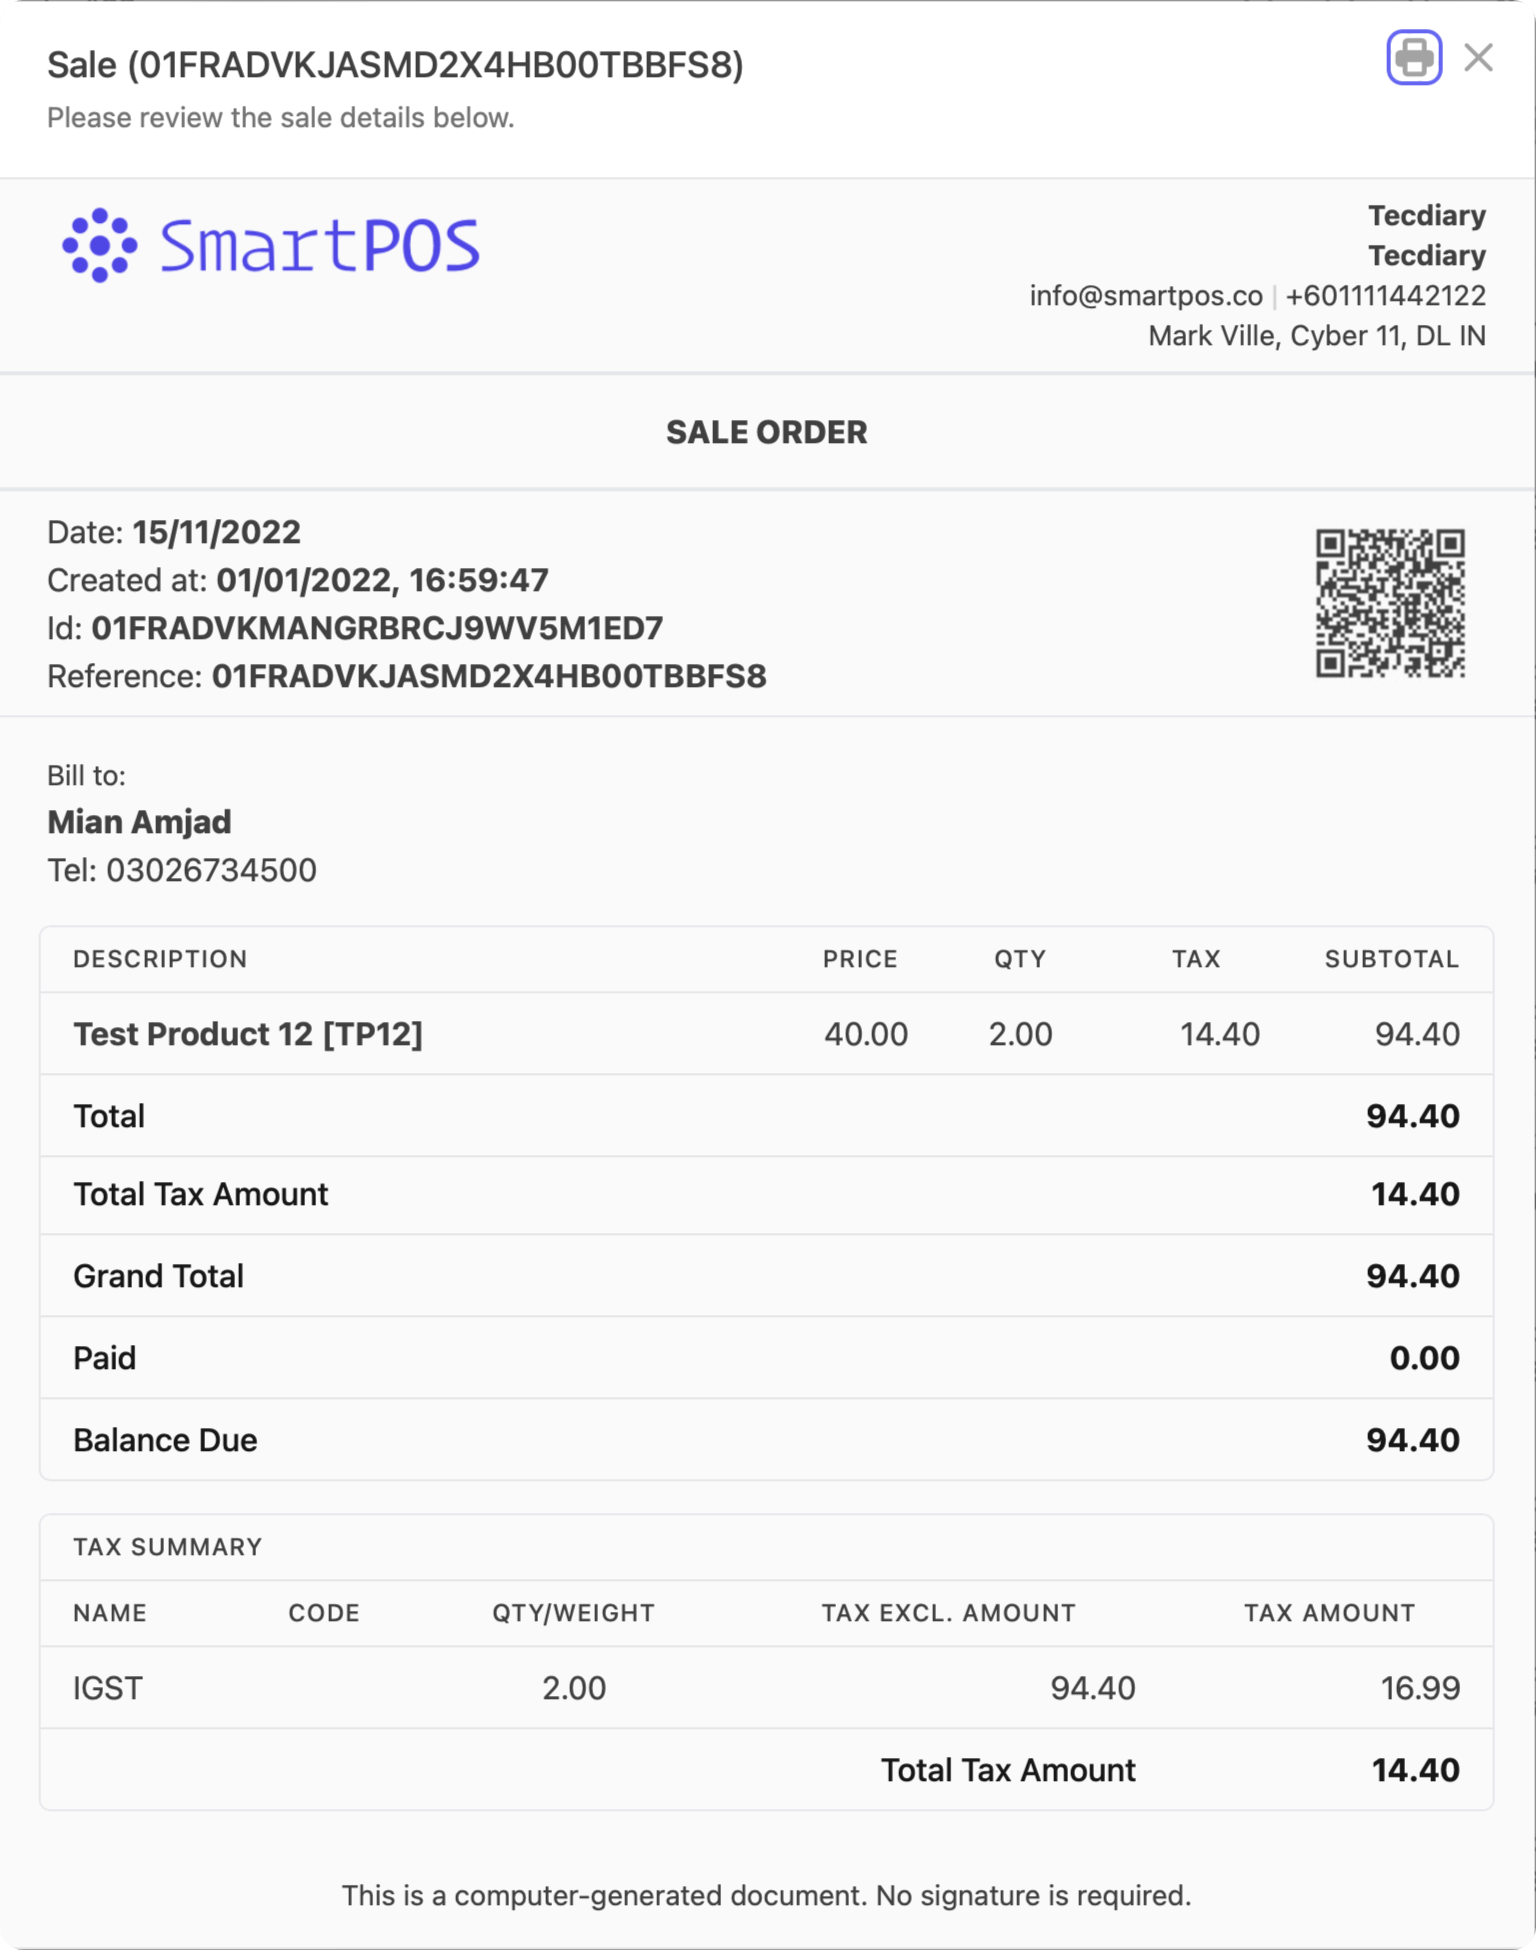 Sale (01FRADVKJASMD2X4HB00TBBFS8)
Please review the sale details below.
SmartPOS
Tecdiary
Tecdiary
info@smartpos.co | +601111442122
Mark Ville, Cyber 11, DL IN
SALE ORDER
Date: 15/11/2022
Created at: 01/01/2022, 16:59:47
Id: 01FRADVKMANGRBRCJ9WV5M1ED7
Reference: 01FRADVKJASMD2X4HB00TBBFS8
Bill to:
Mian Amjad
Tel: 03026734500
DESCRIPTION PRICE QTY TAX SUBTOTAL
Test Product 12 [TP12] 40.00 2.00 14.40 94.40
Total 94.40
Total Tax Amount 14.40
Grand Total 94.40
Paid 0.00
Balance Due 94.40
TAX SUMMARY
NAME CODE QTY/WEIGHT TAX EXCL. AMOUNT TAX AMOUNT
IGST 2.00 94.40 16.99
Total Tax Amount 14.40
This is a computer-generated document. No signature is required.